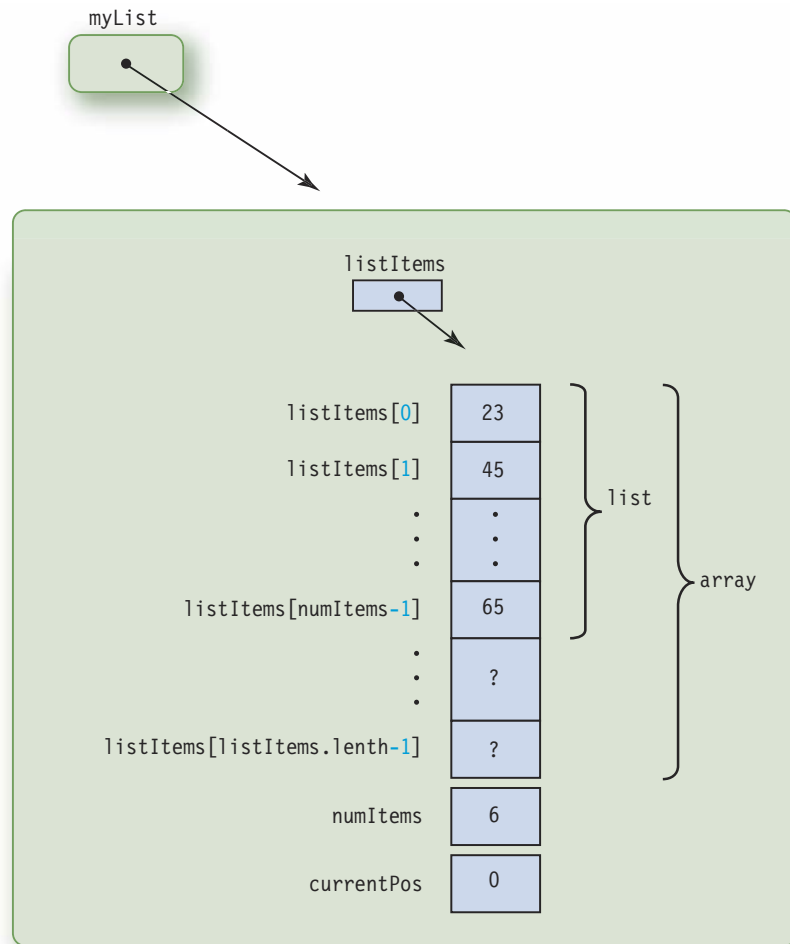 myList
listItems
listItems[0] 23
listItems[1] 45
list
array
listItems[numItems-1] 65
?
listItems[listItems.lenth-1] ?
numItems 6
currentPos 0